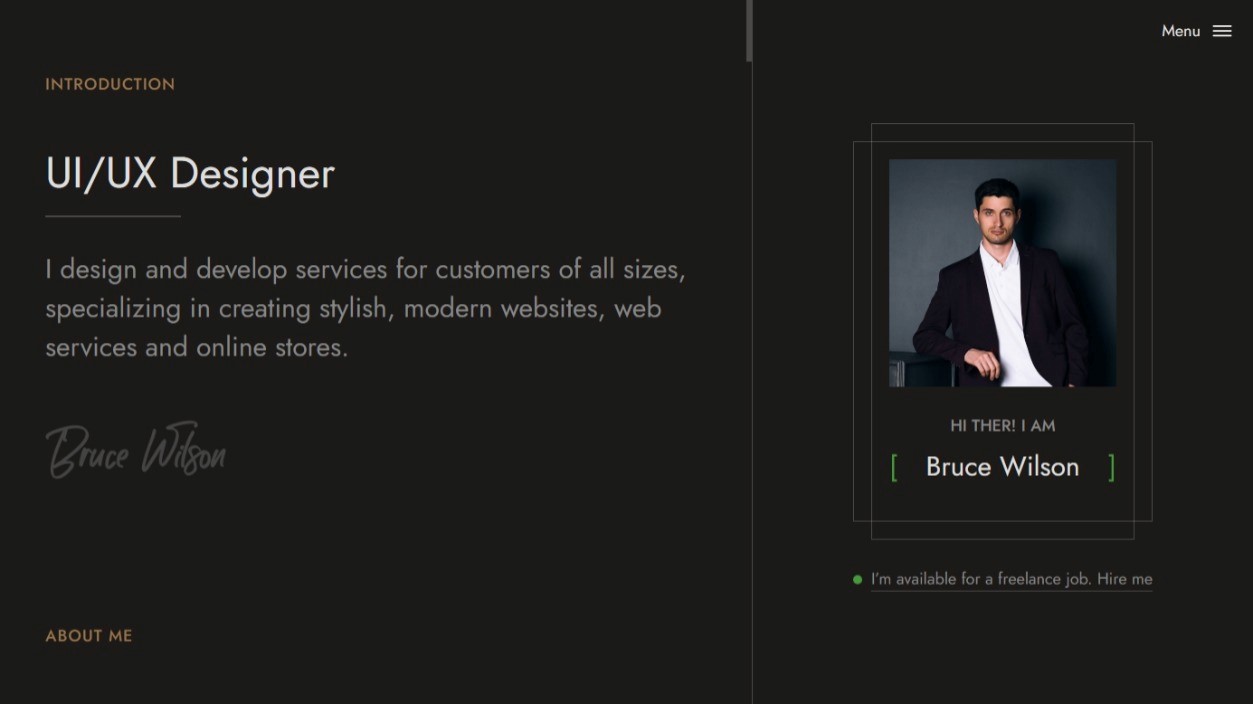 Menu
INTRODUCTION
UI/UX Designer
I design and develop services for customers of all sizes,
specializing in creating stylish, modern websites, web
services and online stores.
Bruce Wilson
ABOUT ME
HI THER! I AM
[ Bruce Wilson ]
I'm available for a freelance job. Hire me